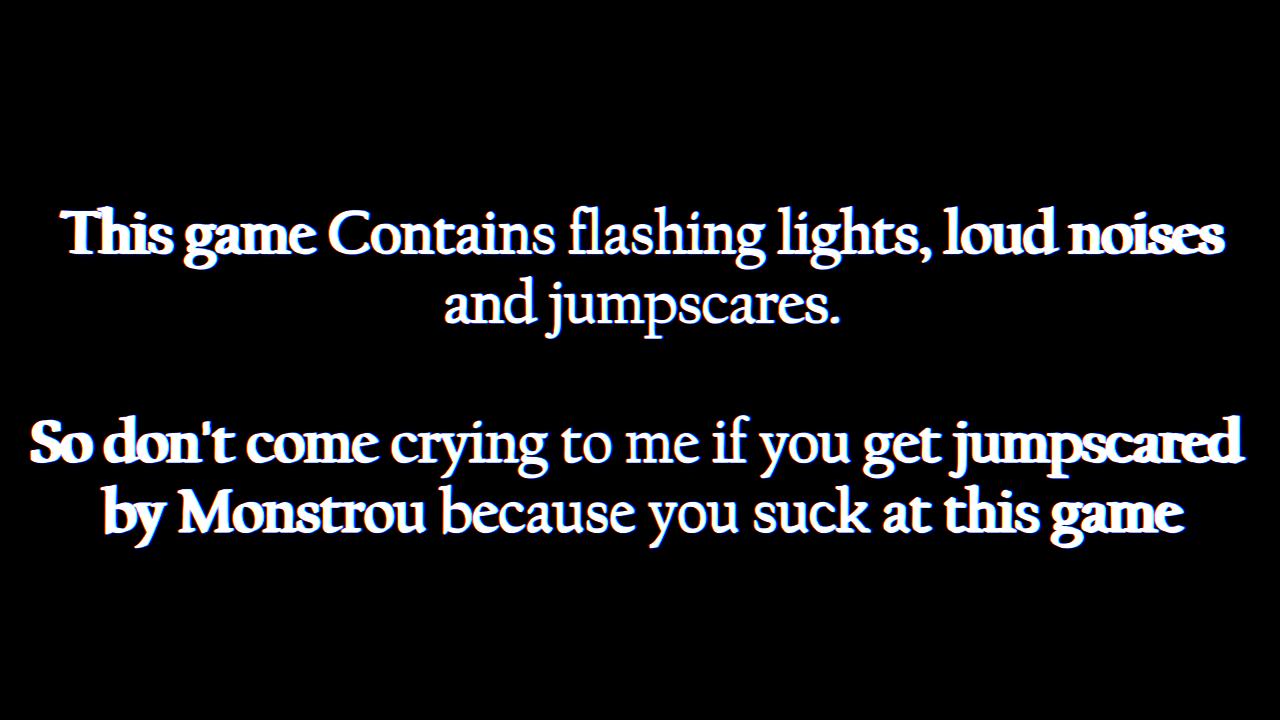 This game Contains flashing lights, loud noises
and jumpscares.
So don't come crying to me if you get jumpscared
by Monstrou because you suck at this game